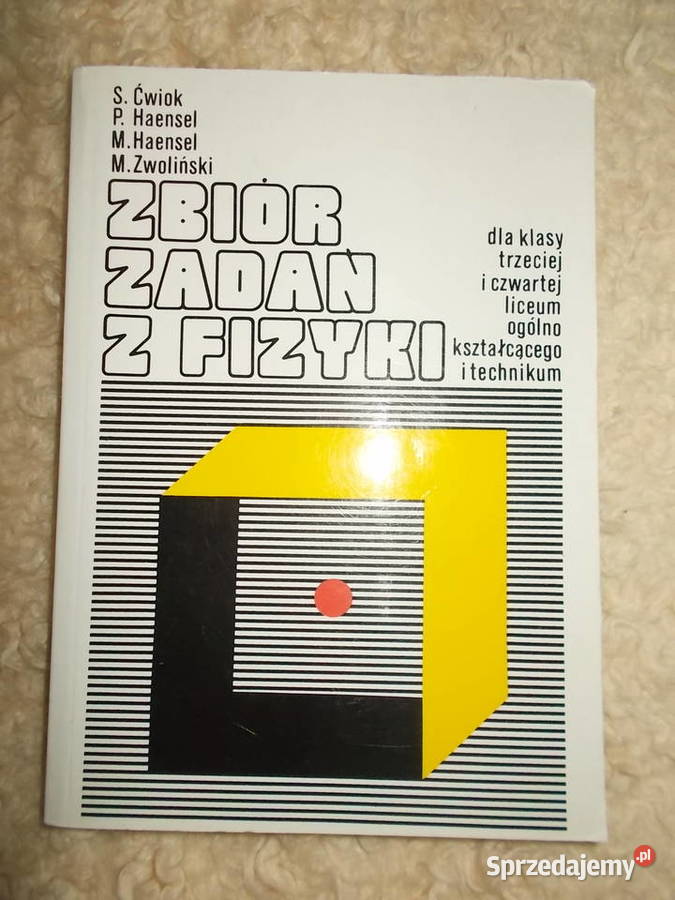 S. Ćwiok
P. Haensel
M. Haensel
M. Zwoliński
ZBIÓR
ZADAŃ
Z FIZYKI
dla klasy
trzeciej
i czwartej
liceum
ogólno
kształcącego
i technikum
Sprzedajemy.pl